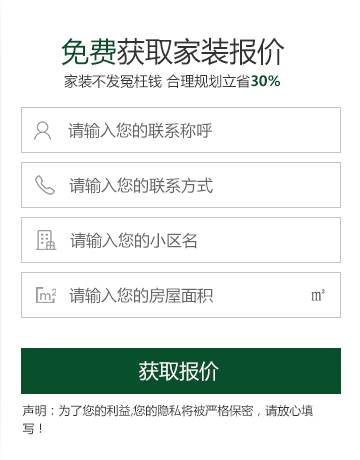 免费获取家装报价
家装不发冤枉钱 合理规划立省30%
请输入您的联系称呼
请输入您的联系方式
请输入您的小区名
m² 请输入您的房屋面积 ㎡
获取报价
声明：为了您的利益,您的隐私将被严格保密，请放心填
写！